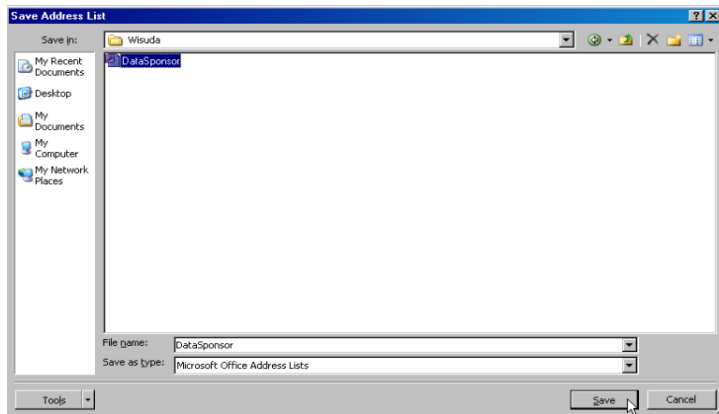 Save Address List
Save in:
Wisuda
My Recent
Documents
Desktop
My
Documents
My
Computer
My Network
Places
DataSponsor
File name:
DataSponsor
Save as type:
Microsoft Office Address Lists
Tools
Save
Cancel